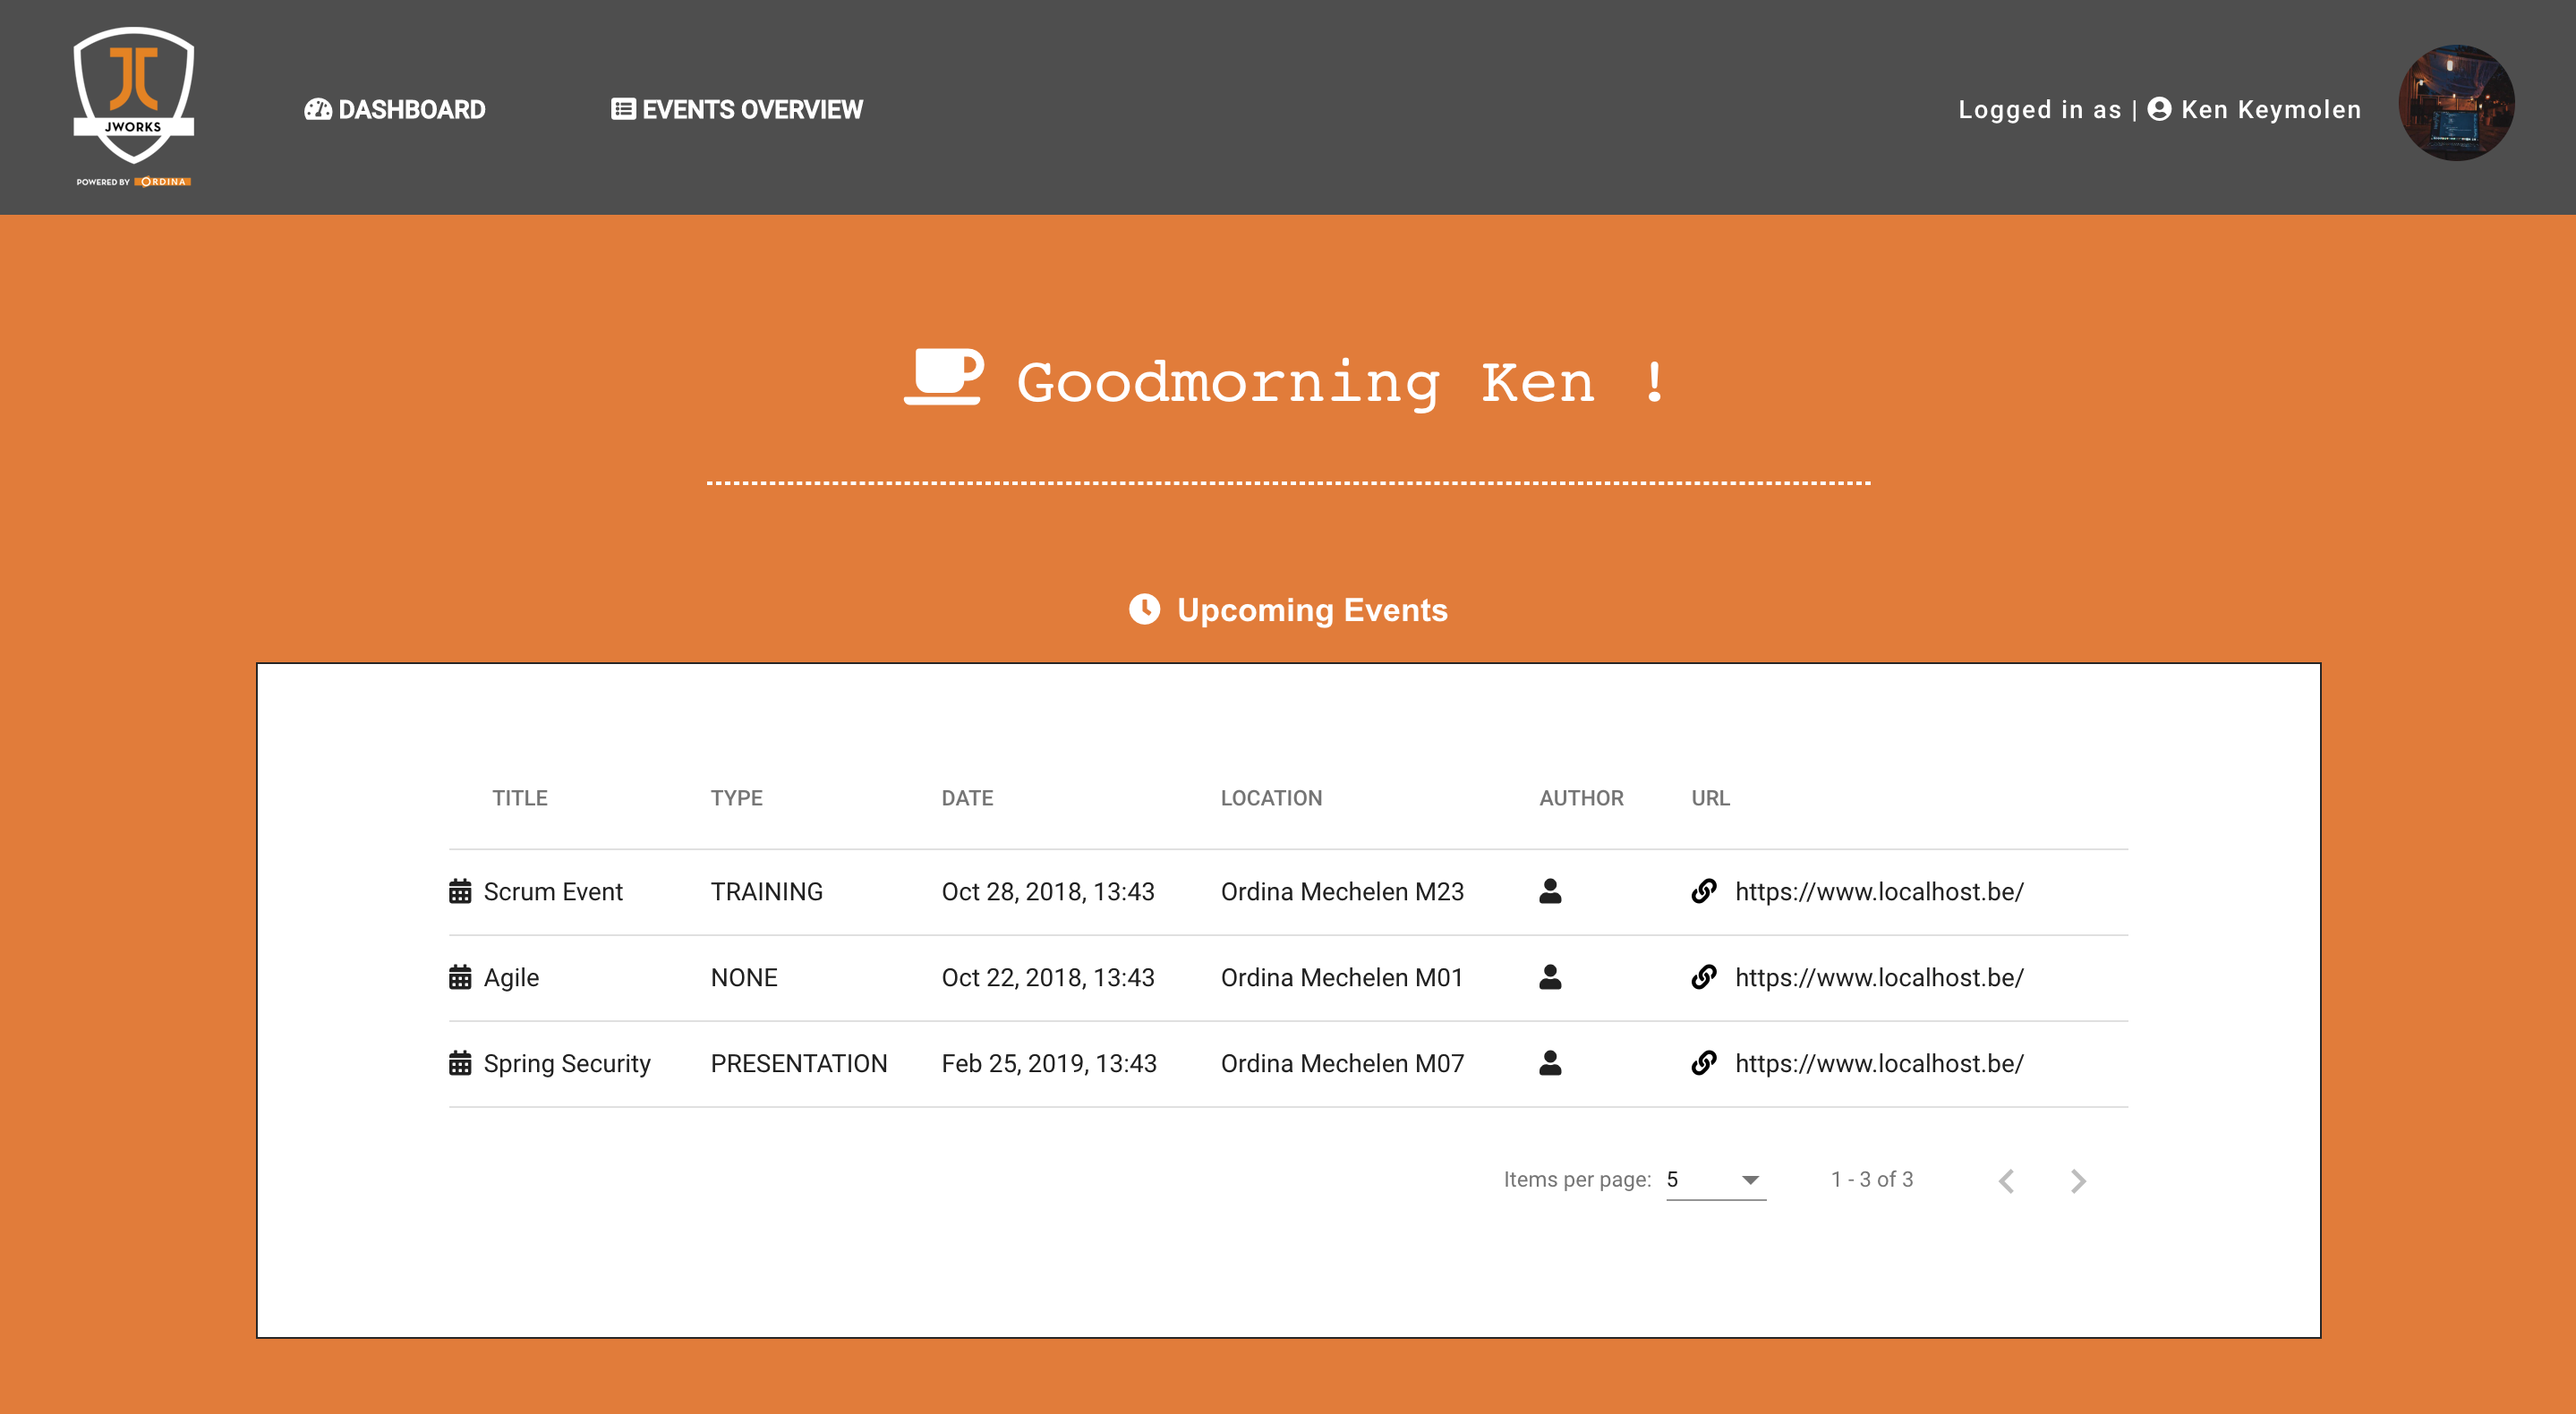 JWORKS
POWERED BY ORDINA
DASHBOARD
EVENTS OVERVIEW
Logged in as | Ken Keymolen
Goodmorning Ken !
Upcoming Events
TITLE TYPE DATE LOCATION AUTHOR URL
Scrum Event TRAINING Oct 28, 2018, 13:43 Ordina Mechelen M23 https://www.localhost.be/
Agile NONE Oct 22, 2018, 13:43 Ordina Mechelen M01 https://www.localhost.be/
Spring Security PRESENTATION Feb 25, 2019, 13:43 Ordina Mechelen M07 https://www.localhost.be/
Items per page: 5 1 - 3 of 3